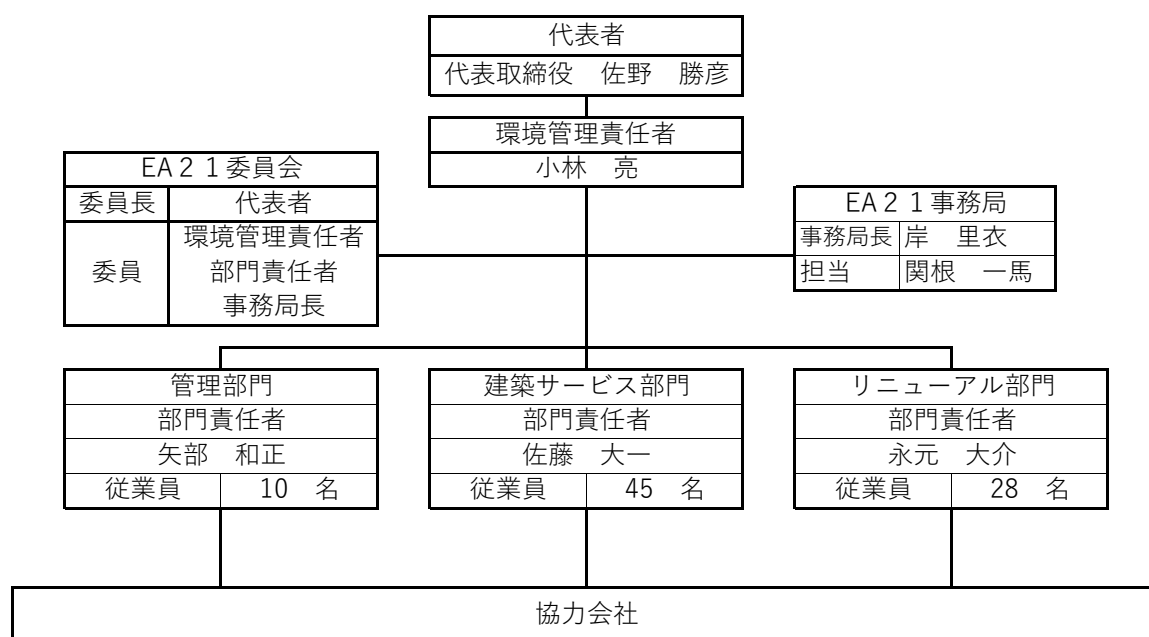 代表者
代表取締役　佐野　勝彦
環境管理責任者
小林　亮
EA２１委員会
委員長　代表者
委員　環境管理責任者
部門責任者
事務局長
EA２１事務局
事務局長　岸　里衣
担当　関根　一馬
管理部門
部門責任者
矢部　和正
従業員　10　名
建築サービス部門
部門責任者
佐藤　大一
従業員　45　名
リニューアル部門
部門責任者
永元　大介
従業員　28　名
協力会社